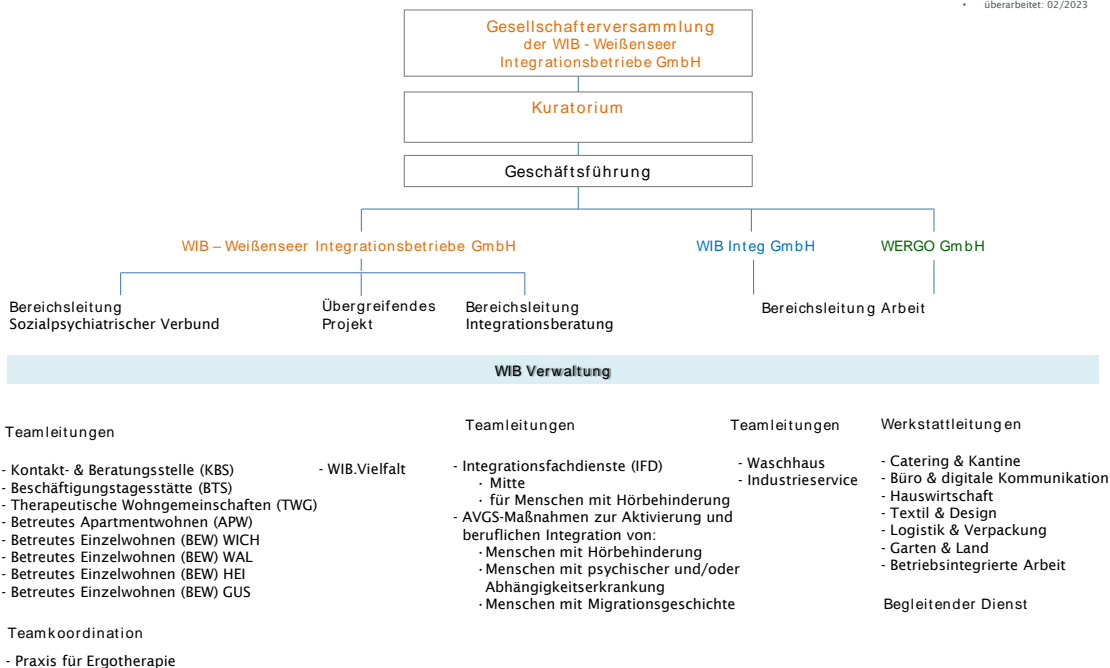 • überarbeitet: 02/2023
Gesellschafterversammlung
der WIB - Weißenseer
Integrationsbetriebe GmbH
Kuratorium
Geschäftsführung
WIB – Weißenseer Integrationsbetriebe GmbH
WIB Integ GmbH
WERGO GmbH
Bereichsleitung
Sozialpsychiatrischer Verbund
Übergreifendes
Projekt
Bereichsleitung
Integrationsberatung
Bereichsleitung Arbeit
WIB Verwaltung
Teamleitungen
- Kontakt- & Beratungsstelle (KBS)
- Beschäftigungstagesstätte (BTS)
- Therapeutische Wohngemeinschaften (TWG)
- Betreutes Apartmentwohnen (APW)
- Betreutes Einzelwohnen (BEW) WICH
- Betreutes Einzelwohnen (BEW) WAL
- Betreutes Einzelwohnen (BEW) HEI
- Betreutes Einzelwohnen (BEW) GUS
Teamkoordination
- Praxis für Ergotherapie
- WIB.Vielfalt
Teamleitungen
- Integrationsfachdienste (IFD)
· Mitte
· für Menschen mit Hörbehinderung
- AVGS-Maßnahmen zur Aktivierung und
beruflichen Integration von:
· Menschen mit Hörbehinderung
· Menschen mit psychischer und/oder
Abhängigkeitserkrankung
· Menschen mit Migrationsgeschichte
Teamleitungen
- Waschhaus
- Industrieservice
Werkstattleitungen
- Catering & Kantine
- Büro & digitale Kommunikation
- Hauswirtschaft
- Textil & Design
- Logistik & Verpackung
- Garten & Land
- Betriebsintegrierte Arbeit
Begleitender Dienst